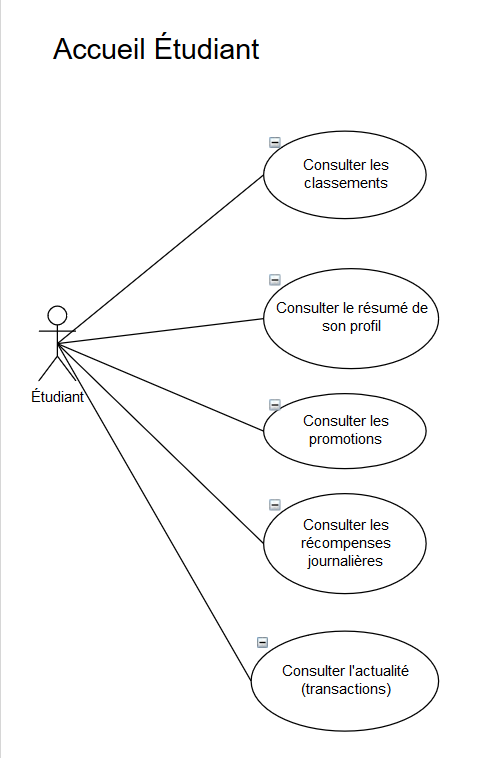 Accueil Étudiant
Consulter les
classements
Consulter le résumé de
son profil
Étudiant
Consulter les
promotions
Consulter les
récompenses
journalières
Consulter l'actualité
(transactions)